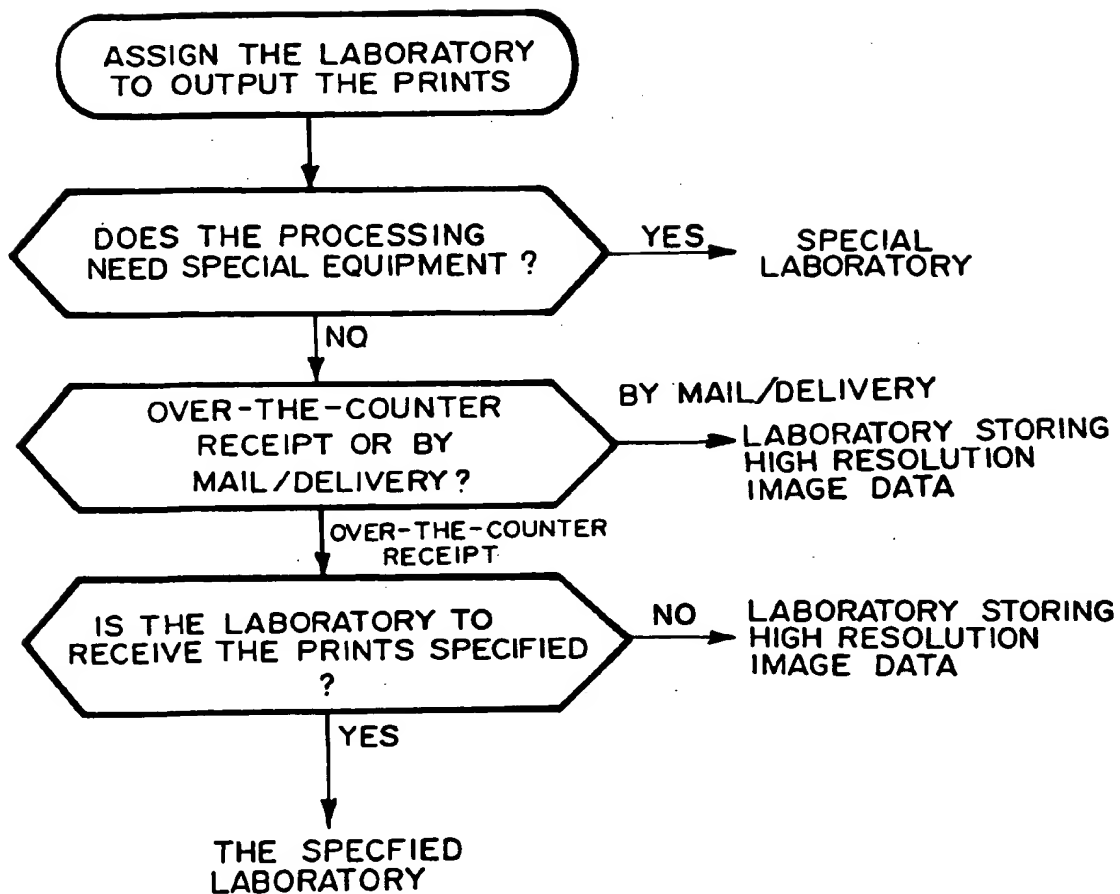 ASSIGN THE LABORATORY
TO OUTPUT THE PRINTS
DOES THE PROCESSING
NEED SPECIAL EQUIPMENT ?
YES
SPECIAL
LABORATORY
NO
OVER-THE-COUNTER
RECEIPT OR BY
MAIL/DELIVERY ?
BY MAIL/DELIVERY
LABORATORY STORING
HIGH RESOLUTION
IMAGE DATA
OVER-THE-COUNTER
RECEIPT
IS THE LABORATORY TO
RECEIVE THE PRINTS SPECIFIED
?
NO
LABORATORY STORING
HIGH RESOLUTION
IMAGE DATA
YES
THE SPECFIED
LABORATORY